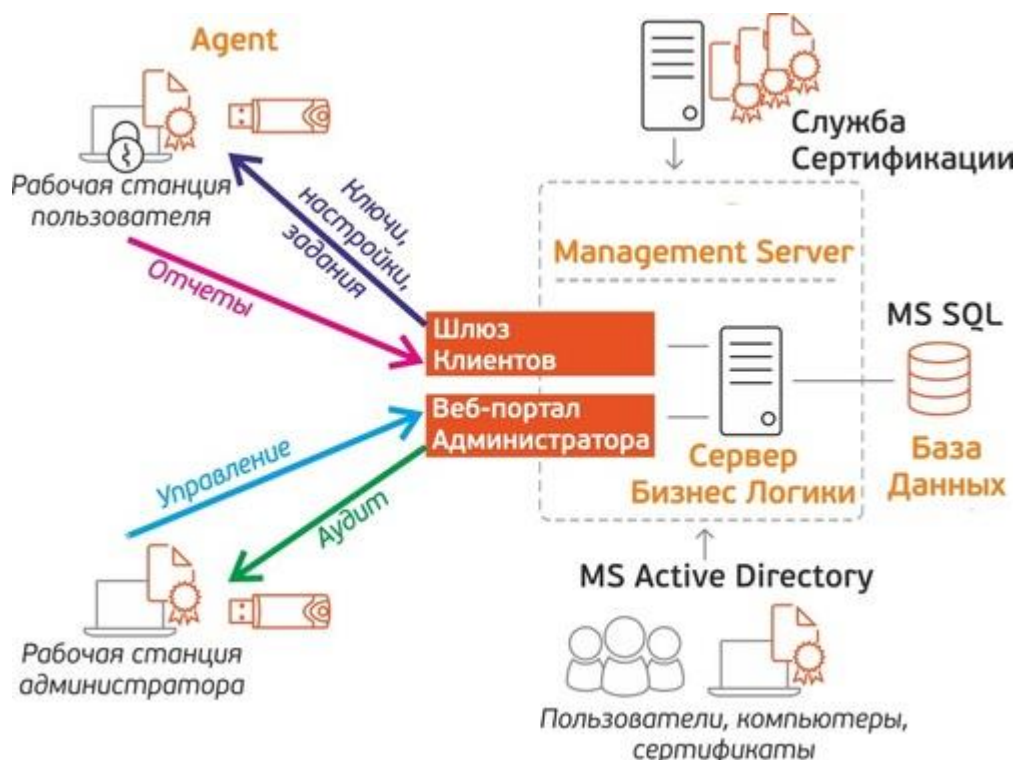 Agent
Рабочая станция
пользователя
Служба
Сертификации
Ключи,
настройки,
задания
Отчеты
Management Server
Шлюз
Клиентов
MS SQL
Веб-портал
Администратора
Сервер
Бизнес Логики
База
Данных
Управление
Аудит
MS Active Directory
Рабочая станция
администратора
Пользователи, компьютеры,
сертификаты